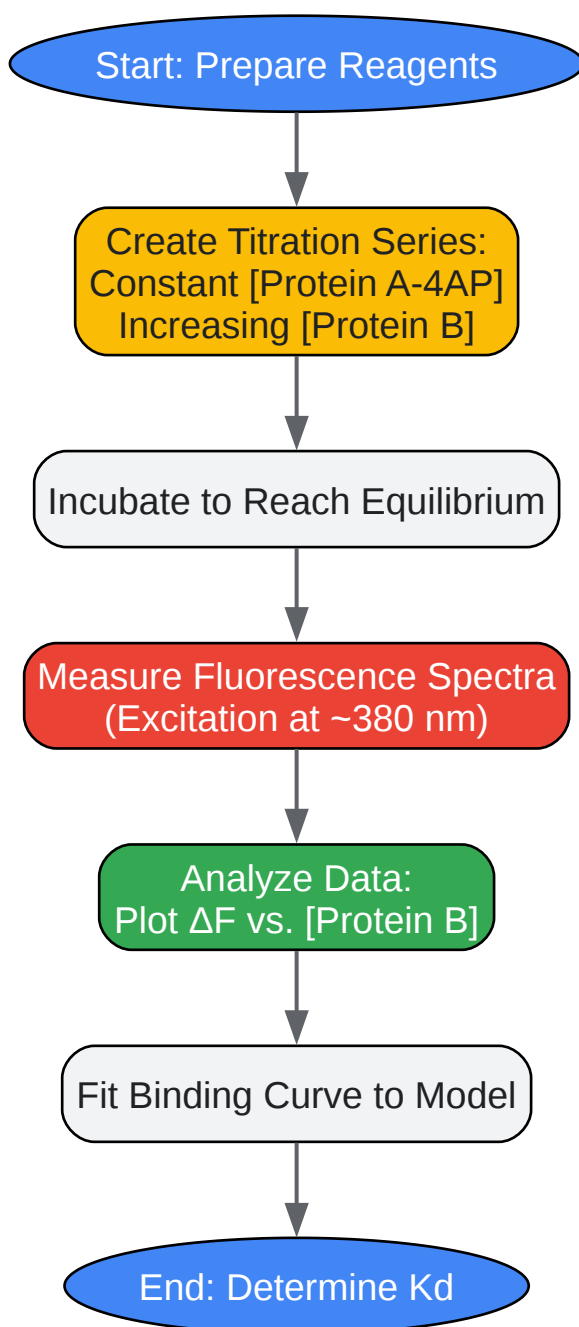 Start: Prepare Reagents
Create Titration Series:
Constant [Protein A-4AP]
Increasing [Protein B]
Incubate to Reach Equilibrium
Measure Fluorescence Spectra
(Excitation at ~380 nm)
Analyze Data:
Plot ΔF vs. [Protein B]
Fit Binding Curve to Model
End: Determine Kd